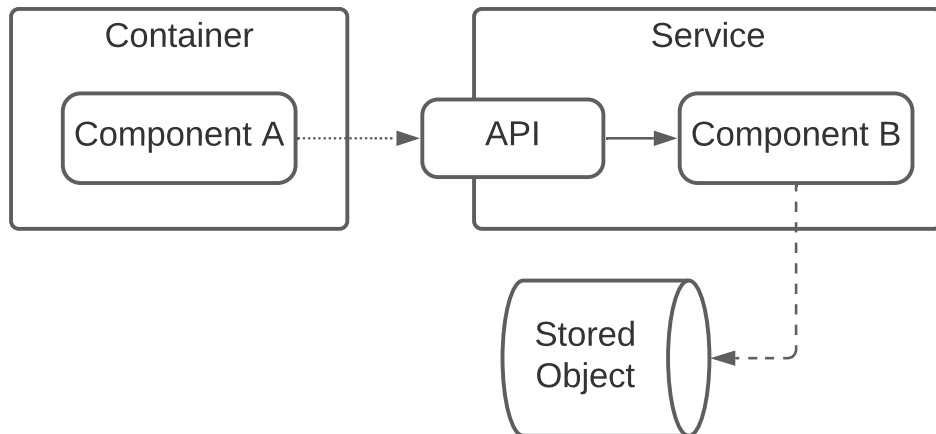 Container
Service
Component A
API
Component B
Stored
Object